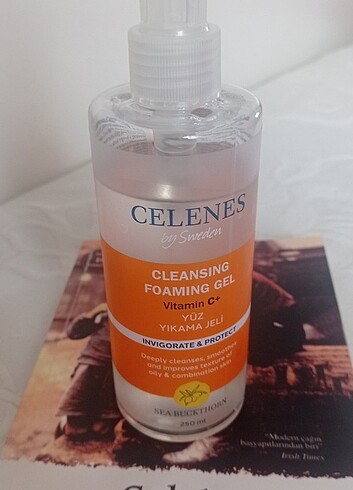 CELENES
by Sweden
CLEANSING
FOAMING GEL
Vitamin C+
YÜZ
YIKAMA JELİ
INVIGORATE & PROTECT
Deeply cleanses, smoothes
and improves texture of
oily & combination skin
SEA BUCKTHORN
250 ml
"Modern çağın
başyapıtlarından biri"
Irish Times